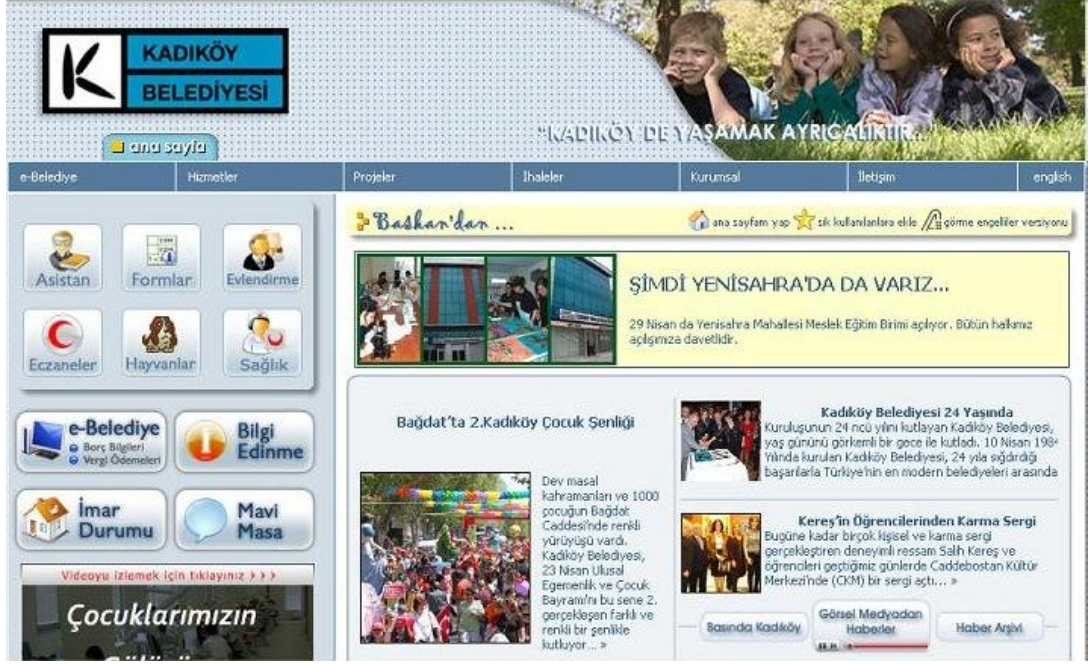 KADIKÖY
BELEDİYESİ
"KADIKÖY DE YAŞAMAK AYRICALIKTIR..."
ana sayfa
e-Belediye
Hizmetler
Projeler
İhaleler
Kurumsal
İletişim
english
Başkan'dan ...
ana sayfam yap
sık kullanılanlara ekle
görme engelliler versiyonu
Asistan
Formlar
Evlendirme
Eczaneler
Hayvanlar
Sağlık
ŞİMDİ YENİSAHRA'DA DA VARIZ...
29 Nisan da Yenisahra Mahallesi Meslek Eğitim Birimi açılıyor. Bütün halkımız
açılışımıza davetlidir.
e-Belediye
Borç Bilgileri
Vergi Ödemeleri
Bilgi
Edinme
İmar
Durumu
Mavi
Masa
Videoyu izlemek için tıklayınız > > >
Çocuklarımızın
Bağdat'ta 2.Kadıköy Çocuk Şenliği
Dev masal
kahramanları ve 1000
çocuğun Bağdat
Caddesi'nde renkli
yürüyüşü vardı.
Kadıköy Belediyesi,
23 Nisan Ulusal
Egemenlik ve Çocuk
Bayramı'nı bu sene 2.
gerçekleşen farklı ve
renkli bir şenlikle
kutluyor... »
Kadıköy Belediyesi 24 Yaşında
Kuruluşunun 24 ncü yılını kutlayan Kadıköy Belediyesi,
yaş gününü görkemli bir gece ile kutladı. 10 Nisan 1984
Yılında kurulan Kadıköy Belediyesi, 24 yıla sığdırdığı
başarılarla Türkiye'nin en modern belediyeleri arasında
Kereş'in Öğrencilerinden Karma Sergi
Bugüne kadar birçok kişisel ve karma sergi
gerçekleştiren deneyimli ressam Salih Kereş ve
öğrencileri geçtiğimiz günlerde Caddebostan Kültür
Merkezi'nde (CKM) bir sergi açtı... »
Basında Kadıköy
Görsel Medyadan
Haberler
Haber Arşivi